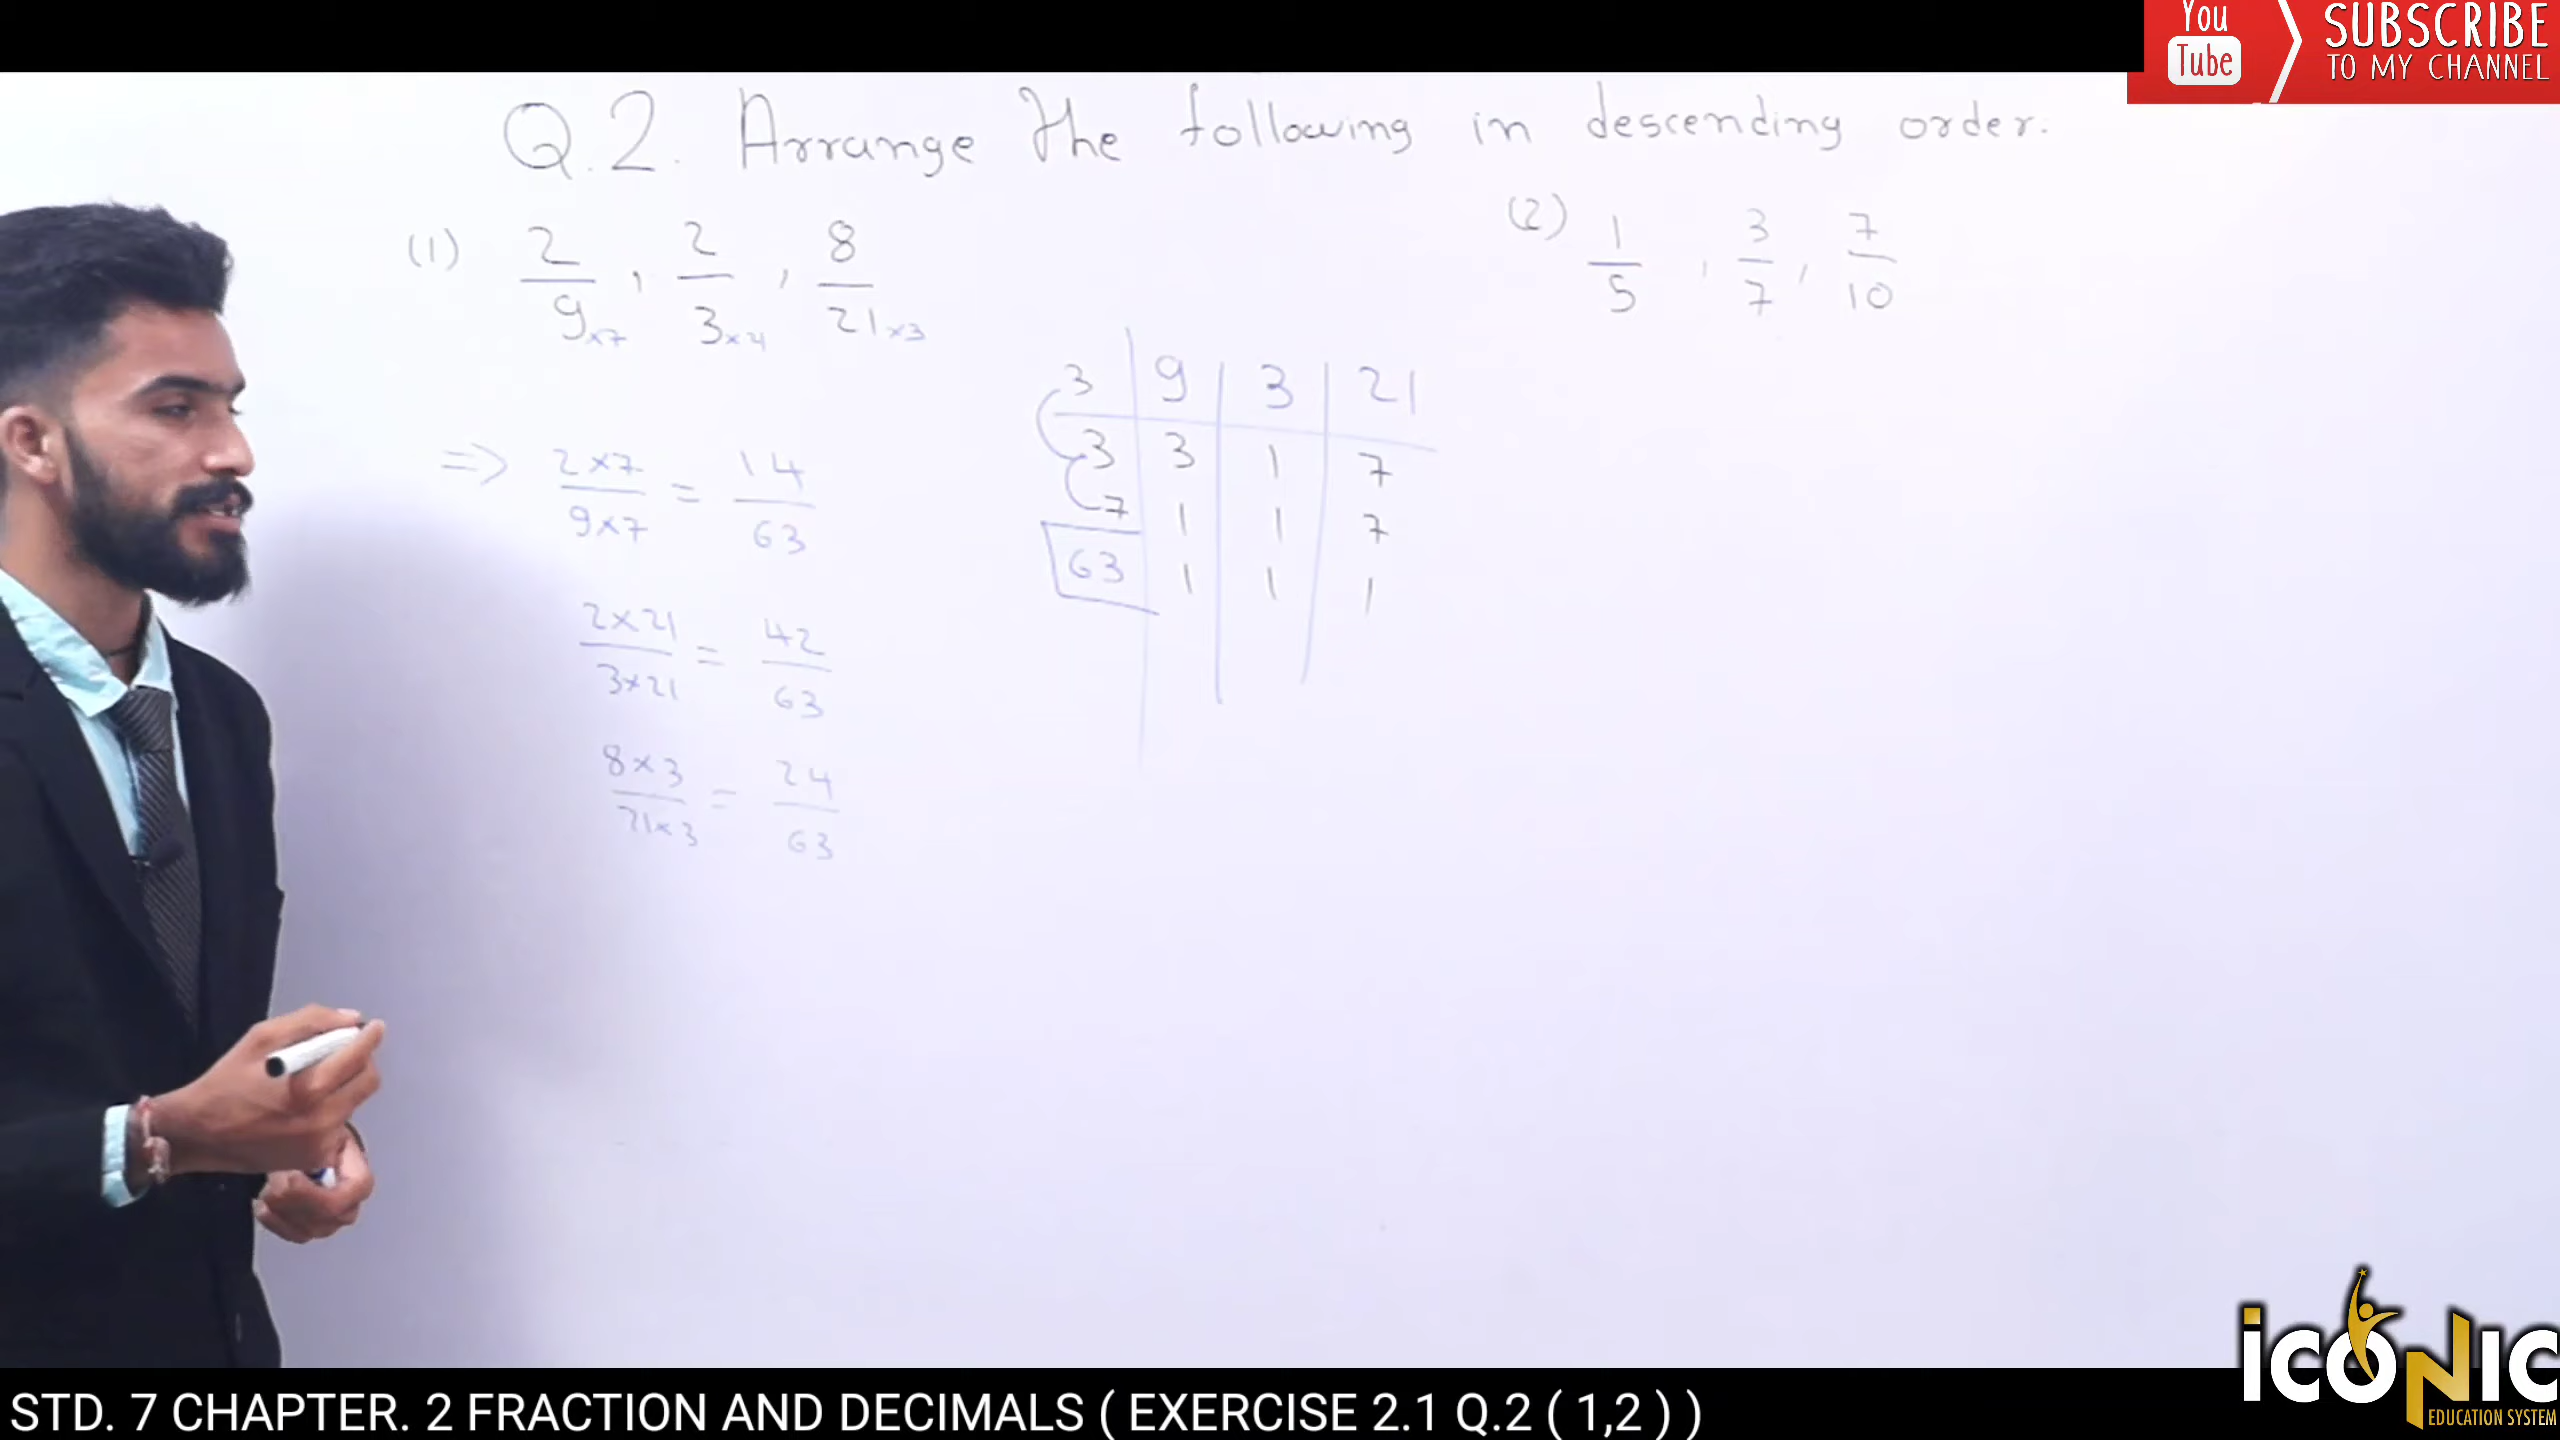 You
Tube
SUBSCRIBE
TO MY CHANNEL
Q.2. Arrange the following in descending order.
(1) 2/9×7 , 2/3×21 , 8/21×3
(2) 1/5 , 3/7 , 7/10
3 | 9 | 3 | 21
3 | 3 | 1 | 7
7 | 1 | 1 | 7
63 | 1 | 1 | 1
⇒ 2×7/9×7 = 14/63
2×21/3×21 = 42/63
8×3/21×3 = 24/63
iCONiC
EDUCATION SYSTEM
STD. 7 CHAPTER. 2 FRACTION AND DECIMALS ( EXERCISE 2.1 Q.2 ( 1,2 ) )